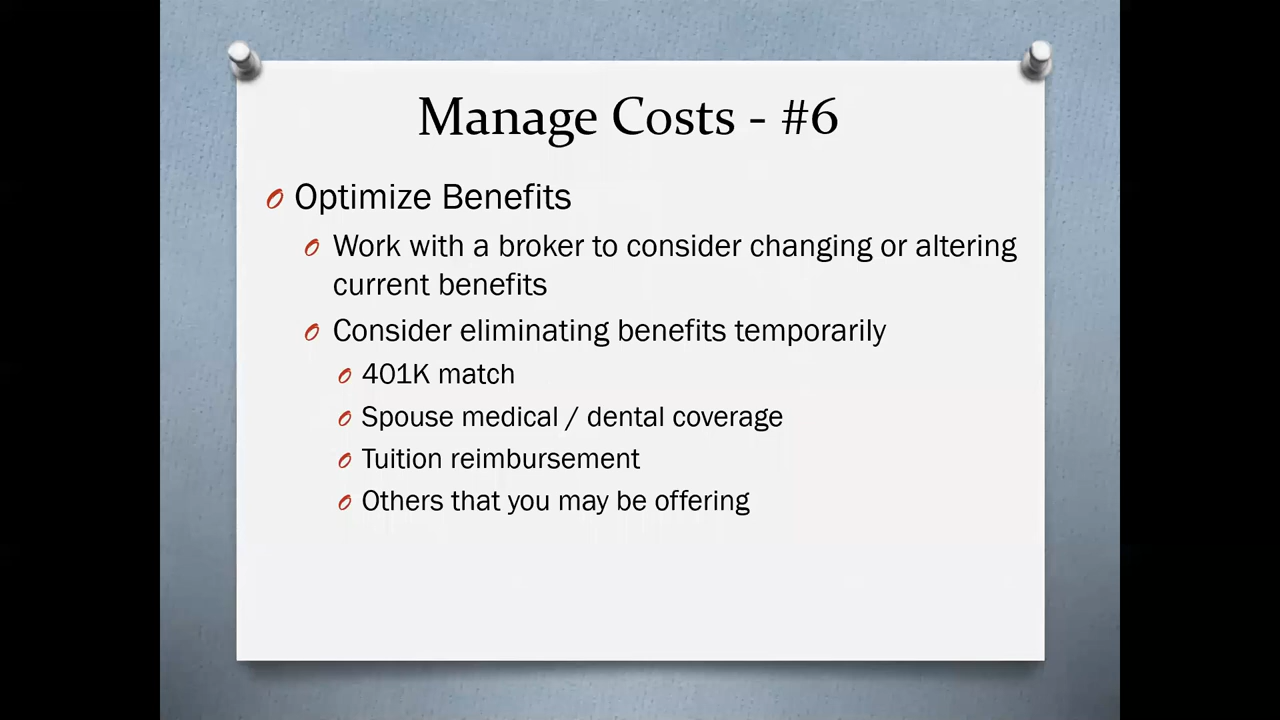 Manage Costs - #6
Optimize Benefits
Work with a broker to consider changing or altering
current benefits
Consider eliminating benefits temporarily
401K match
Spouse medical / dental coverage
Tuition reimbursement
Others that you may be offering